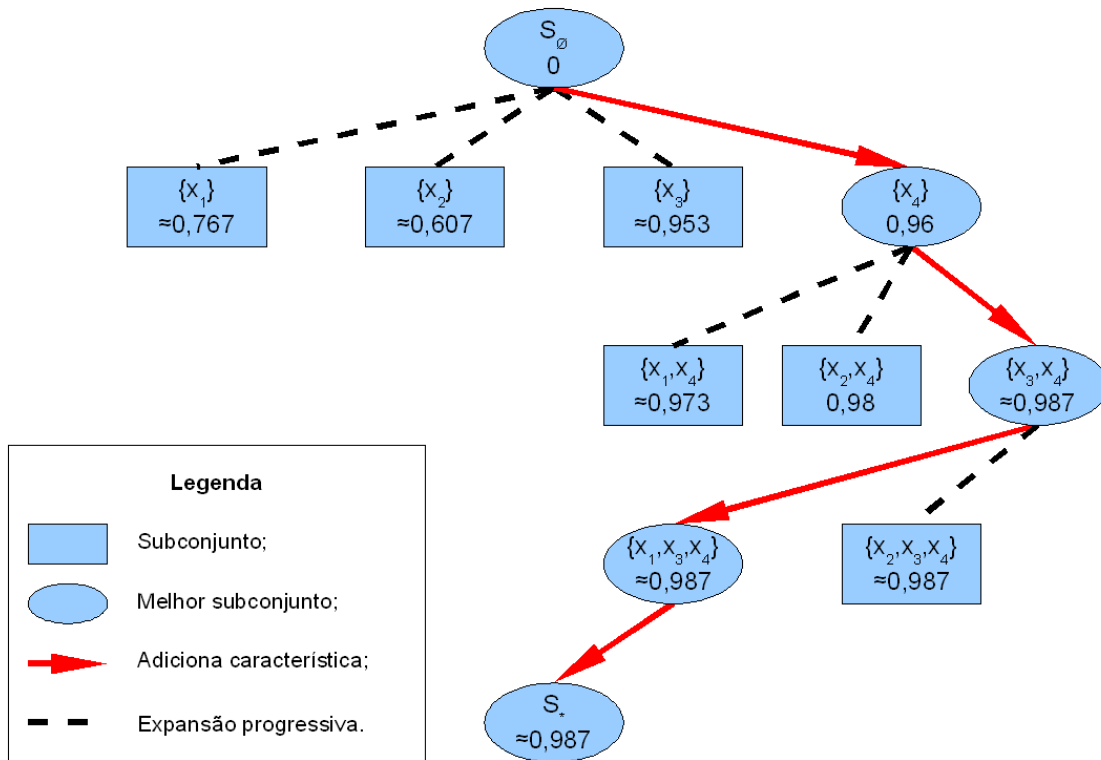 S∅
0
{x₁}
≈0,767
{x₂}
≈0,607
{x₃}
≈0,953
{x₄}
0,96
{x₁,x₄}
≈0,973
{x₂,x₄}
0,98
{x₃,x₄}
≈0,987
{x₁,x₃,x₄}
≈0,987
{x₂,x₃,x₄}
≈0,987
S*
≈0,987
Legenda
Subconjunto;
Melhor subconjunto;
Adiciona característica;
Expansão progressiva.